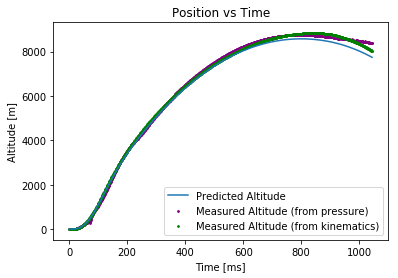 Position vs Time
Altitude [m]
8000
6000
4000
2000
0
Predicted Altitude
Measured Altitude (from pressure)
Measured Altitude (from kinematics)
0
200
400
600
800
1000
Time [ms]